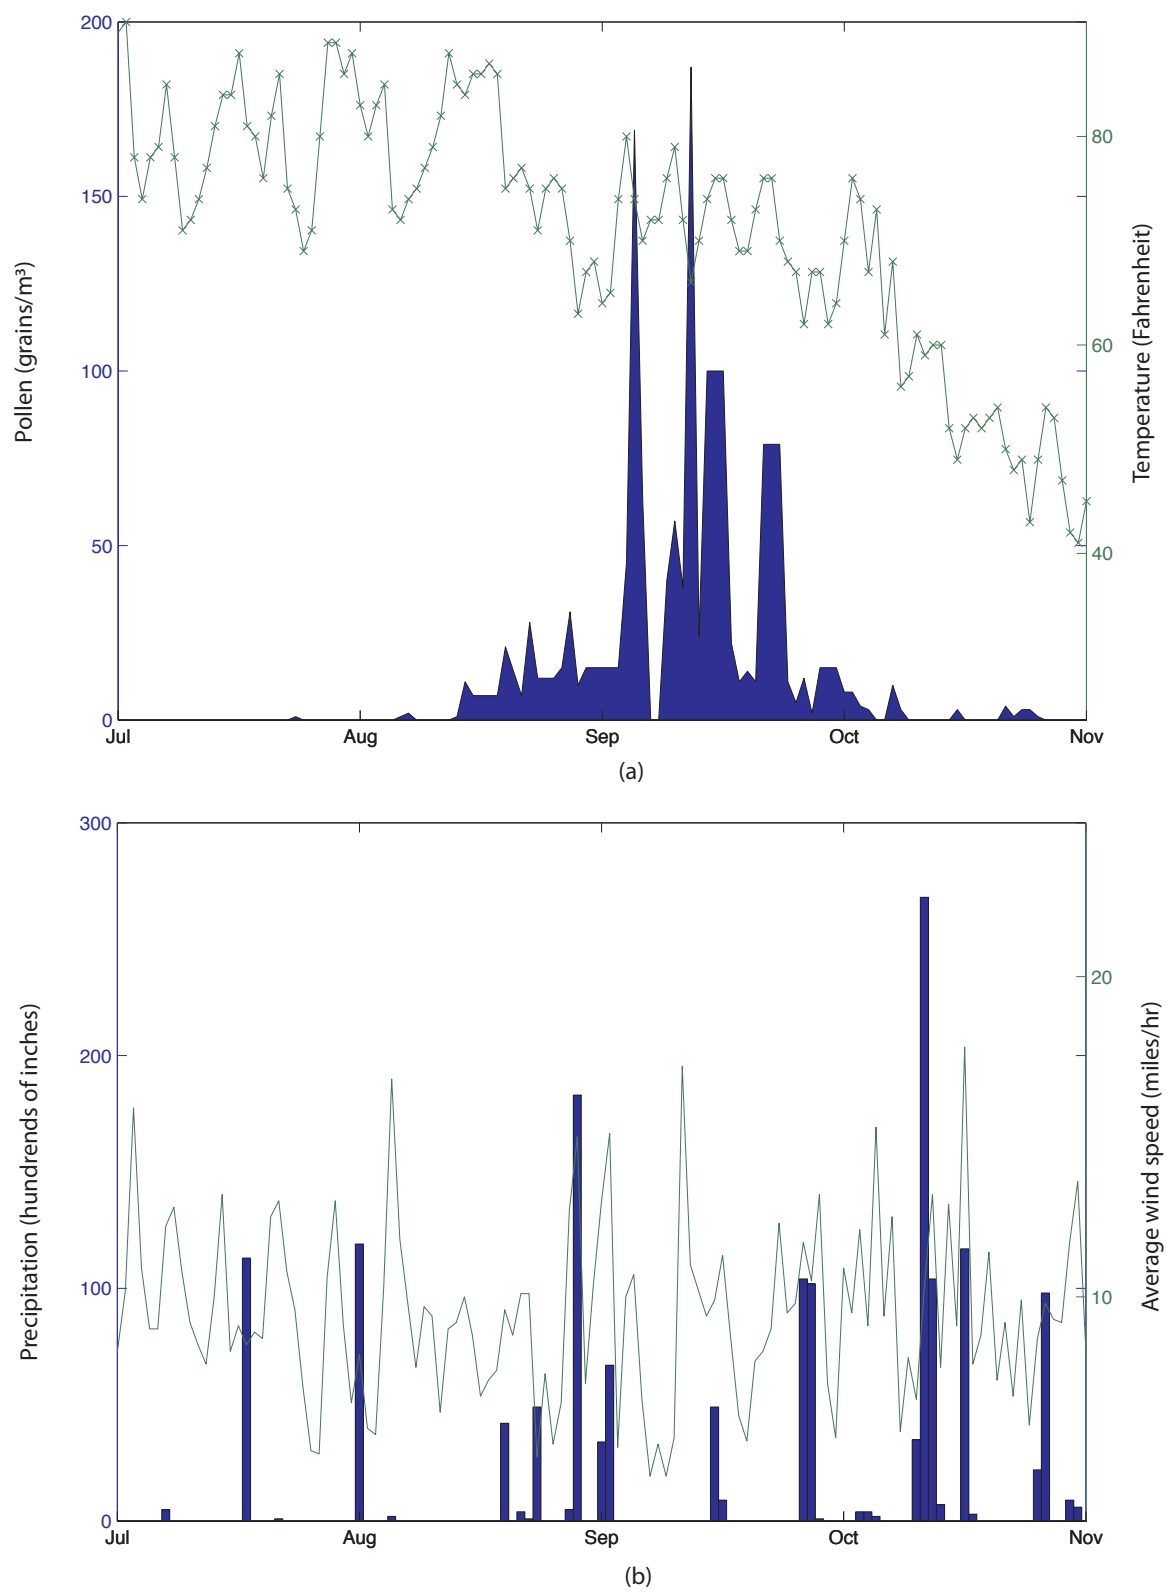 200
150
100
50
0
80
60
40
Pollen (grains/m³)
Temperature (Fahrenheit)
Jul Aug Sep Oct Nov
(a)
300
200
100
0
20
10
Precipitation (hundrends of inches)
Average wind speed (miles/hr)
Jul Aug Sep Oct Nov
(b)